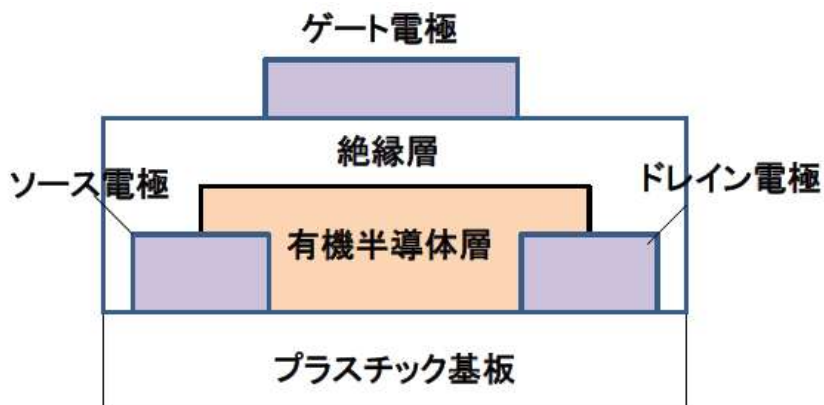 ゲート電極
絶縁層
ソース電極
ドレイン電極
有機半導体層
プラスチック基板